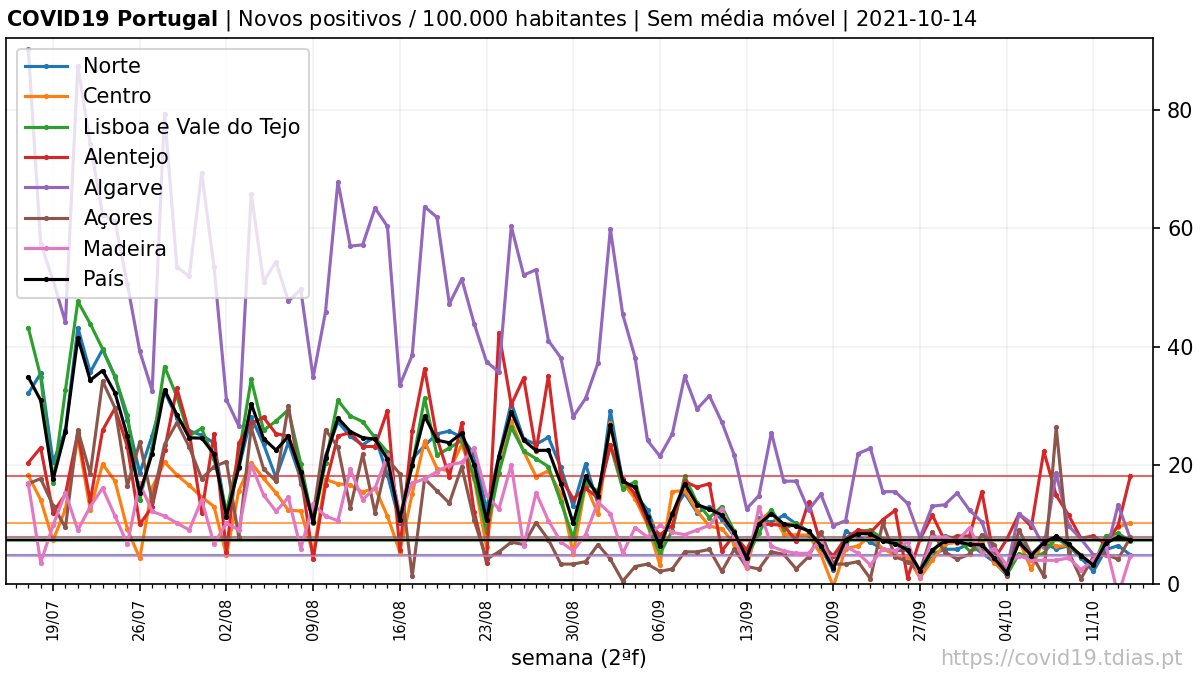 COVID19 Portugal | Novos positivos / 100.000 habitantes | Sem média móvel | 2021-10-14
Norte
Centro
Lisboa e Vale do Tejo
Alentejo
Algarve
Açores
Madeira
País
80
60
40
20
0
19/07
26/07
02/08
09/08
16/08
23/08
30/08
06/09
13/09
20/09
27/09
04/10
11/10
semana (2ªf)
https://covid19.tdias.pt